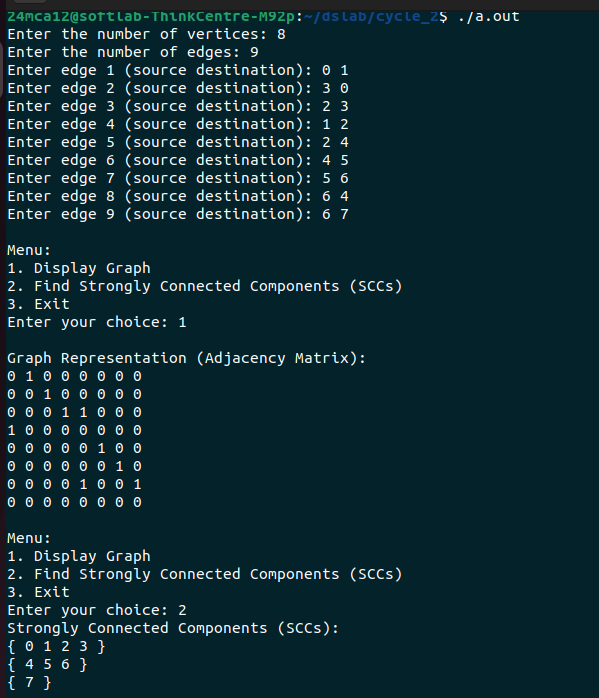 24mca12@softlab-ThinkCentre-M92p:~/dslab/cycle_2$ ./a.out
Enter the number of vertices: 8
Enter the number of edges: 9
Enter edge 1 (source destination): 0 1
Enter edge 2 (source destination): 3 0
Enter edge 3 (source destination): 2 3
Enter edge 4 (source destination): 1 2
Enter edge 5 (source destination): 2 4
Enter edge 6 (source destination): 4 5
Enter edge 7 (source destination): 5 6
Enter edge 8 (source destination): 6 4
Enter edge 9 (source destination): 6 7
Menu:
1. Display Graph
2. Find Strongly Connected Components (SCCs)
3. Exit
Enter your choice: 1
Graph Representation (Adjacency Matrix):
0 1 0 0 0 0 0 0
0 0 1 0 0 0 0 0
0 0 0 1 1 0 0 0
1 0 0 0 0 0 0 0
0 0 0 0 0 1 0 0
0 0 0 0 0 0 1 0
0 0 0 0 1 0 0 1
0 0 0 0 0 0 0 0
Menu:
1. Display Graph
2. Find Strongly Connected Components (SCCs)
3. Exit
Enter your choice: 2
Strongly Connected Components (SCCs):
{ 0 1 2 3 }
{ 4 5 6 }
{ 7 }